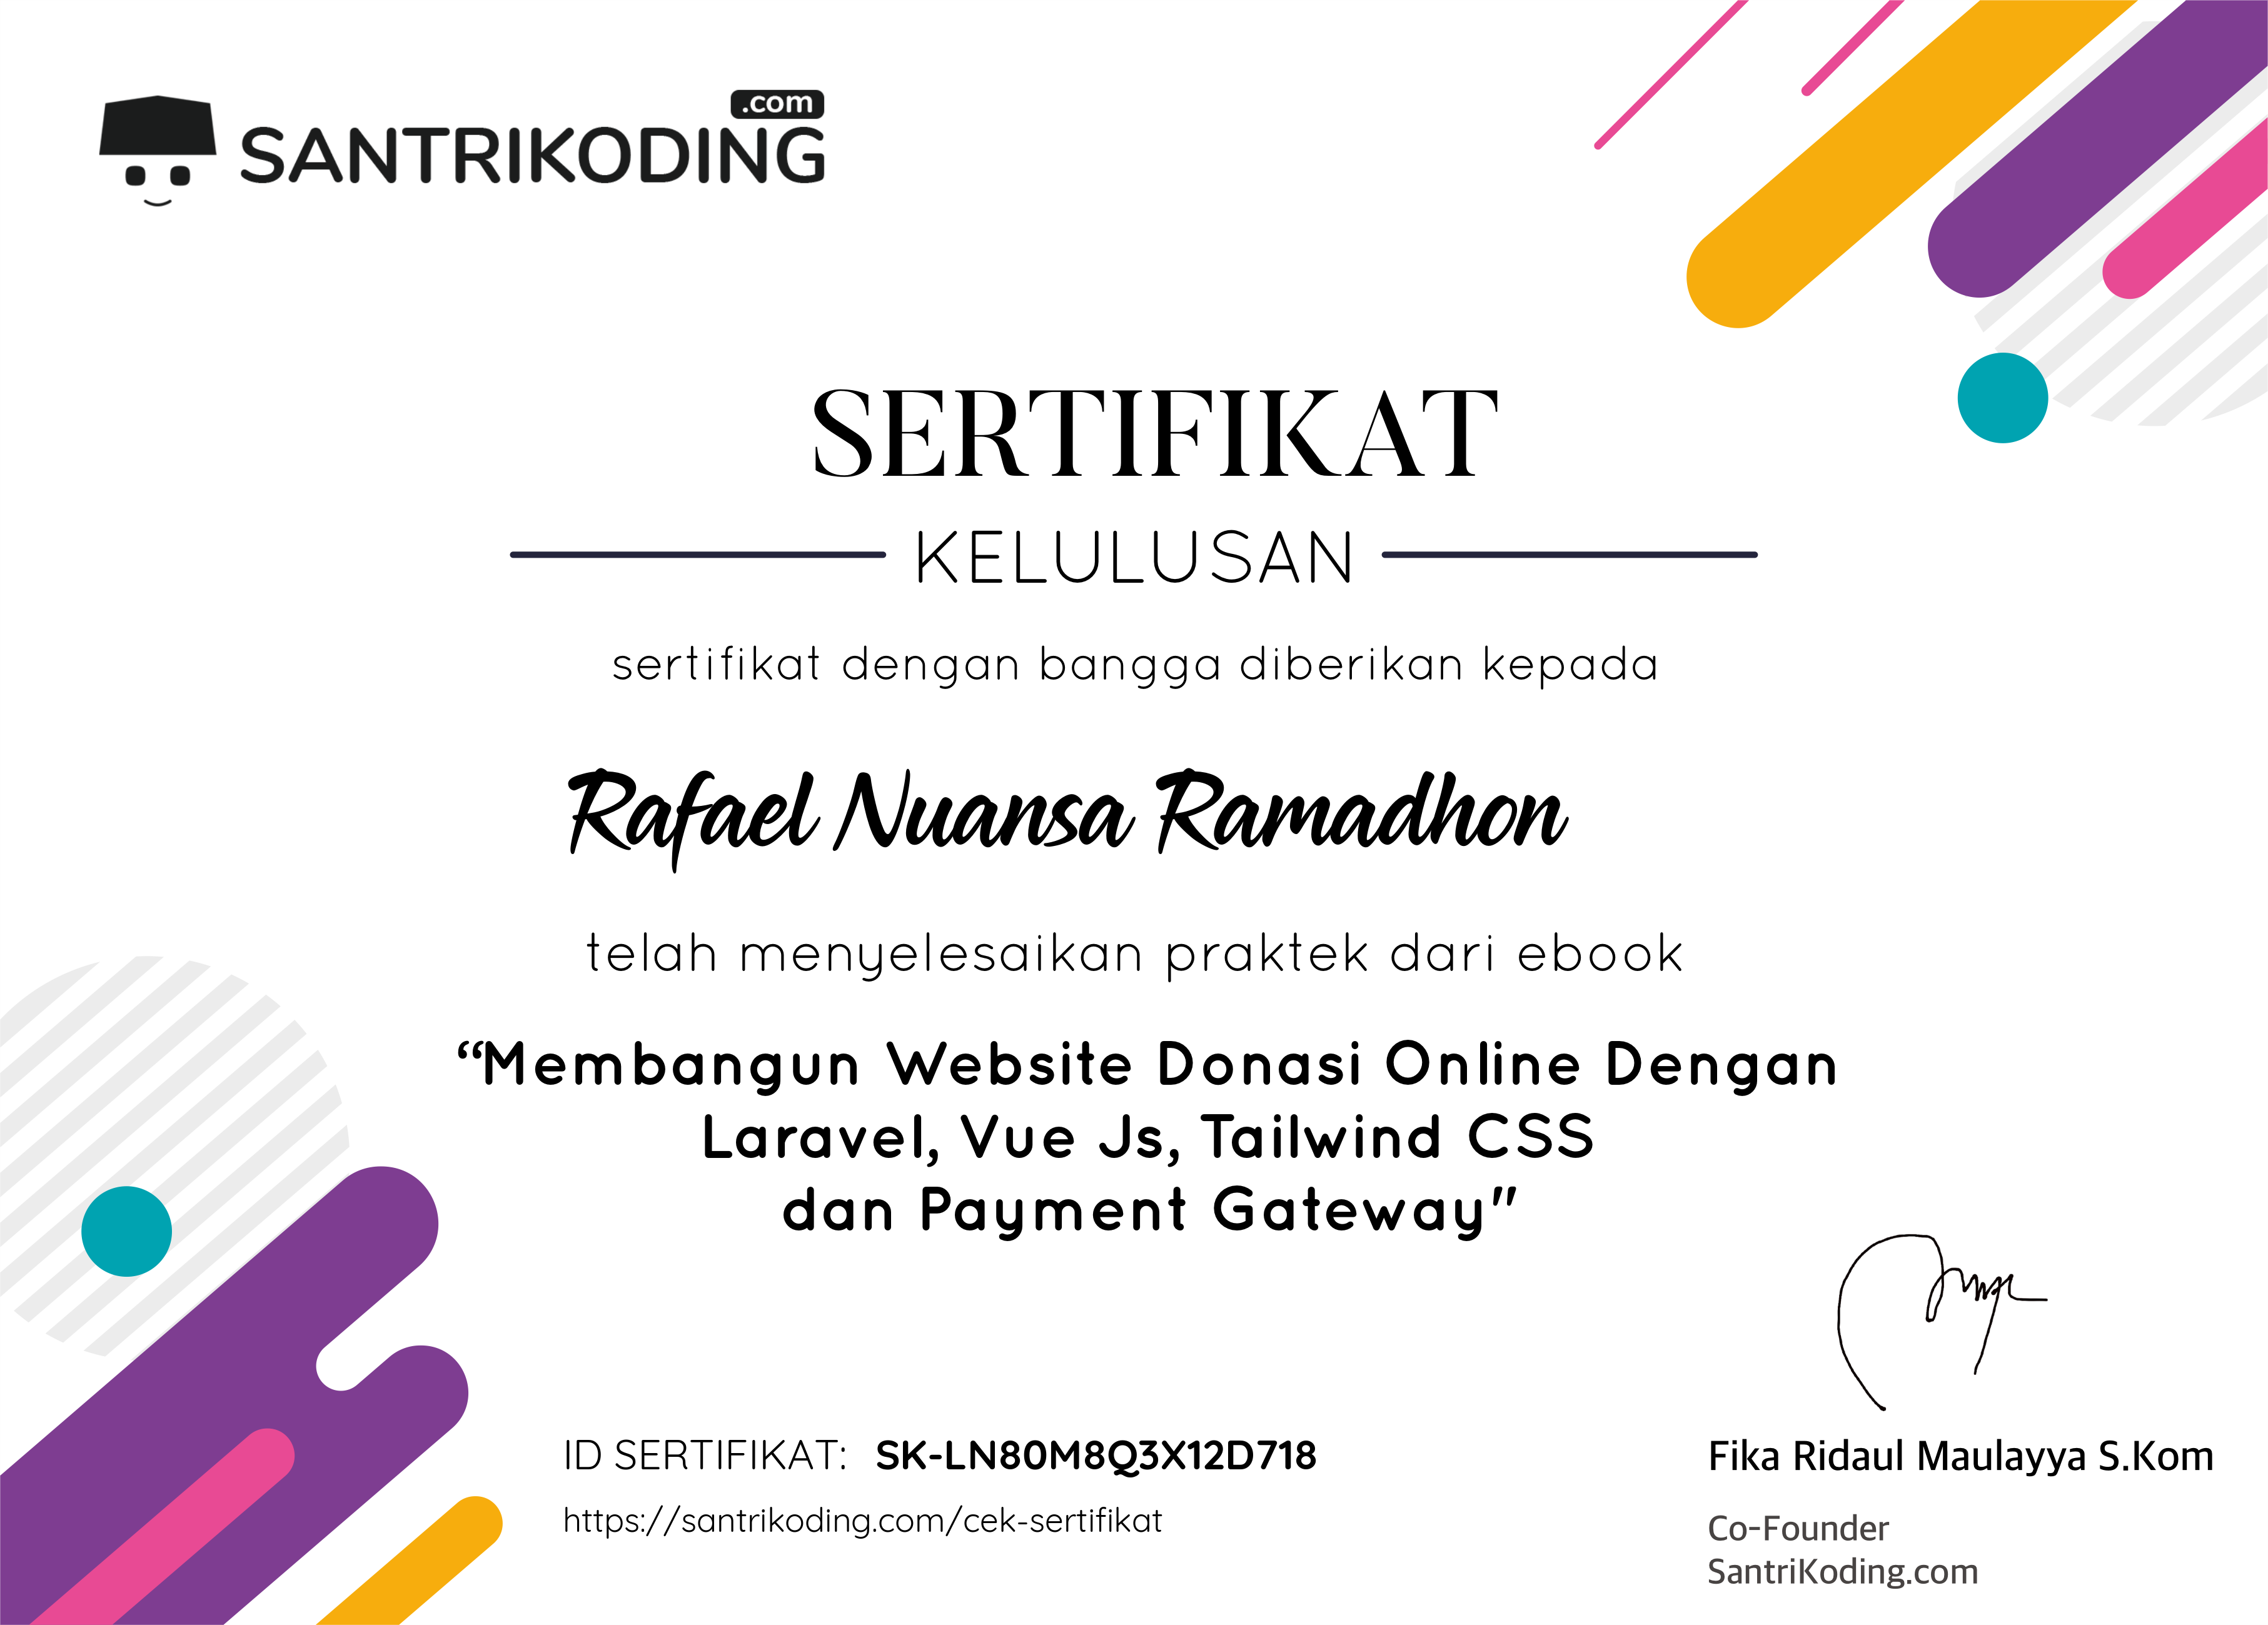 .com
SANTRIKODING
SERTIFIKAT
KELULUSAN
sertifikat dengan bangga diberikan kepada
Rafael Nuansa Ramadhon
telah menyelesaikan praktek dari ebook
“Membangun Website Donasi Online Dengan
Laravel, Vue Js, Tailwind CSS
dan Payment Gateway”
ID SERTIFIKAT: SK-LN80M8Q3X12D718
https://santrikoding.com/cek-sertifikat
Fika Ridaul Maulayya S.Kom
Co-Founder
SantriKoding.com